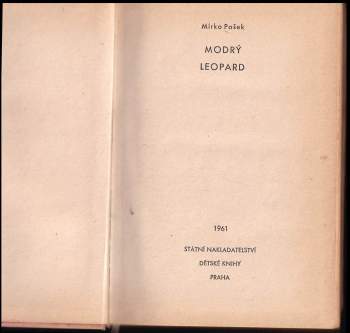 Mirko Pašek
MODRÝ
LEOPARD
1961
STÁTNÍ NAKLADATELSTVÍ
DĚTSKÉ KNIHY
PRAHA